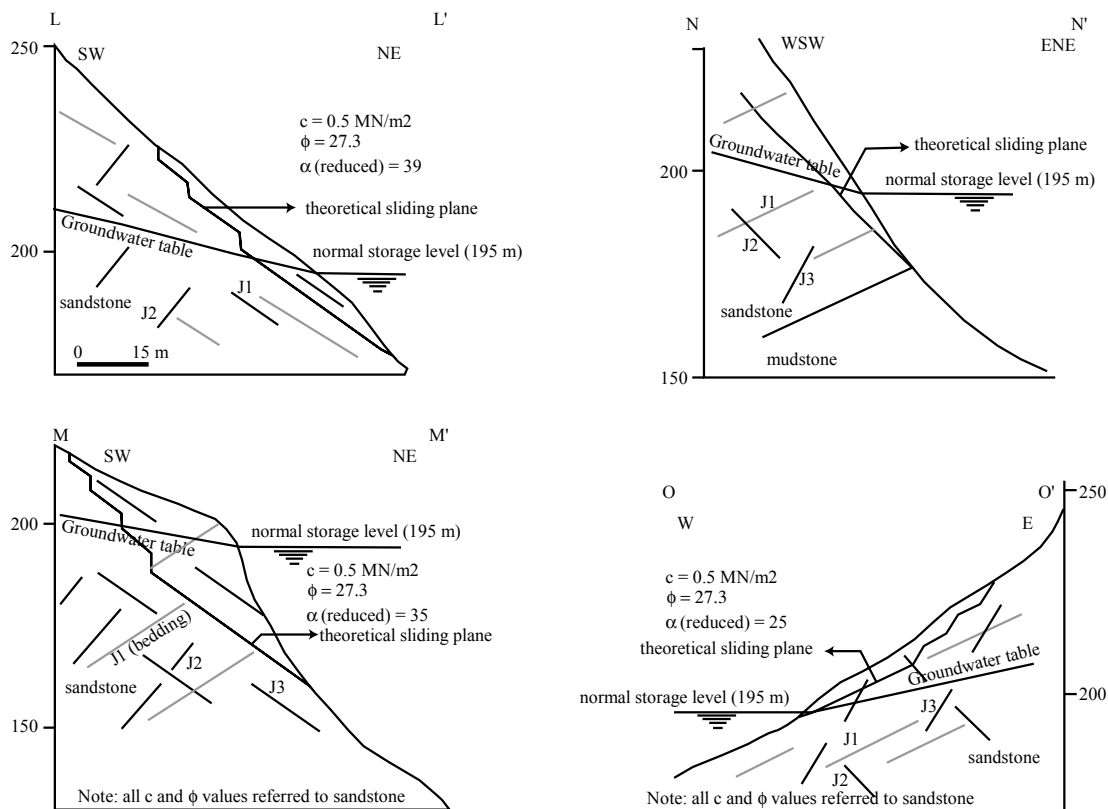 L
L'
SW
NE
250
200
c = 0.5 MN/m2
ϕ = 27.3
α (reduced) = 39
theoretical sliding plane
Groundwater table
normal storage level (195 m)
sandstone
J1
J2
0 15 m
N
N'
WSW
ENE
200
150
theoretical sliding plane
Groundwater table
normal storage level (195 m)
J1
J2
J3
sandstone
mudstone
M
M'
SW
NE
200
150
Groundwater table
normal storage level (195 m)
c = 0.5 MN/m2
ϕ = 27.3
α (reduced) = 35
theoretical sliding plane
J1 (bedding)
J2
J3
sandstone
Note: all c and ϕ values referred to sandstone
O
O'
W
E
250
200
c = 0.5 MN/m2
ϕ = 27.3
α (reduced) = 25
theoretical sliding plane
Groundwater table
normal storage level (195 m)
J3
J1
J2
sandstone
Note: all c and ϕ values referred to sandstone